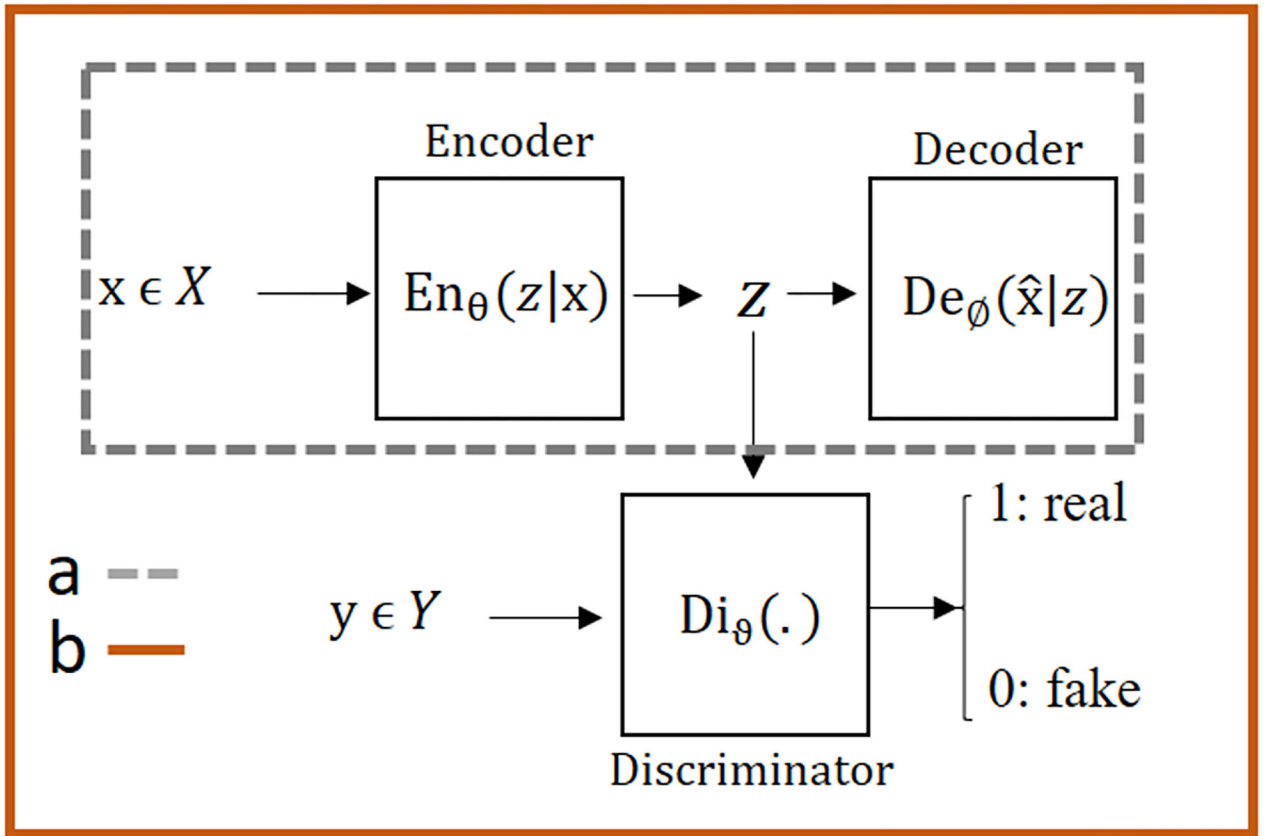 Encoder
Decoder
x ϵ X
En_θ(z|x)
z
De_∅(x̂|z)
1: real
a
y ϵ Y
Di_ϑ(.)
b
0: fake
Discriminator